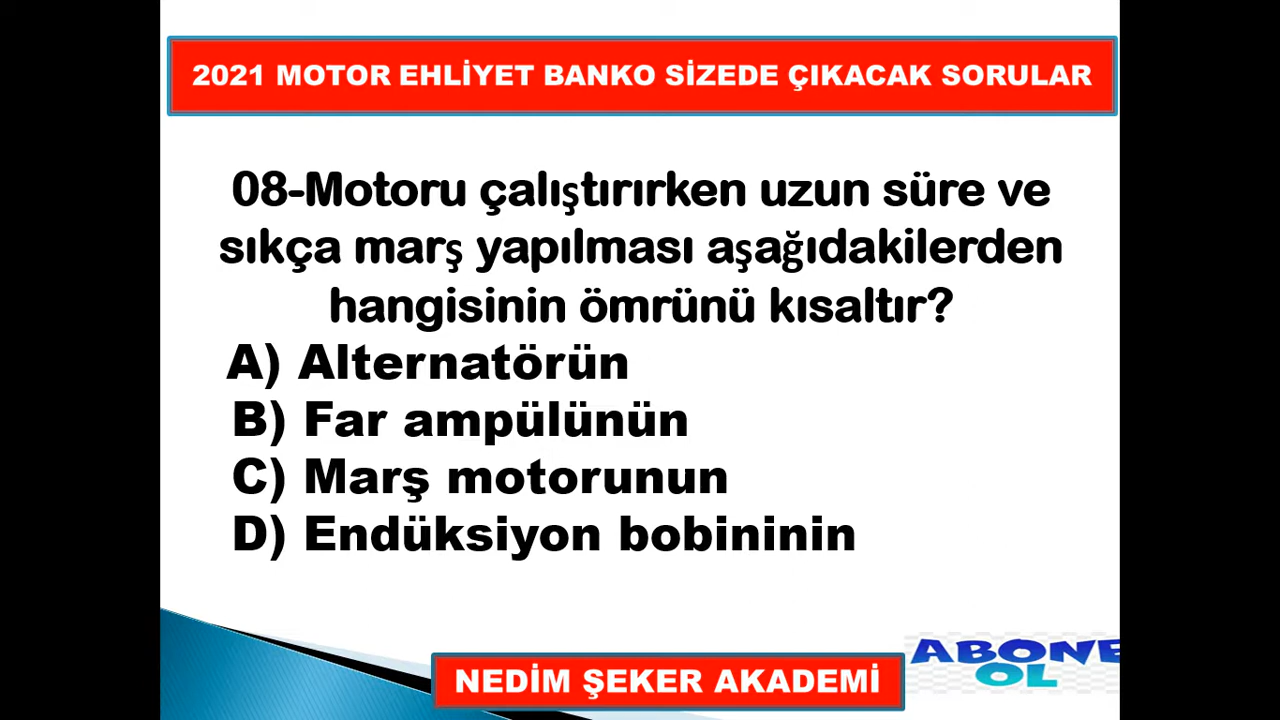 2021 MOTOR EHLİYET BANKO SİZEDE ÇIKACAK SORULAR
08-Motoru çalıştırırken uzun süre ve
sıkça marş yapılması aşağıdakilerden
hangisinin ömrünü kısaltır?
A) Alternatörün
B) Far ampülünün
C) Marş motorunun
D) Endüksiyon bobininin
ABONE
OL
NEDİM ŞEKER AKADEMİ